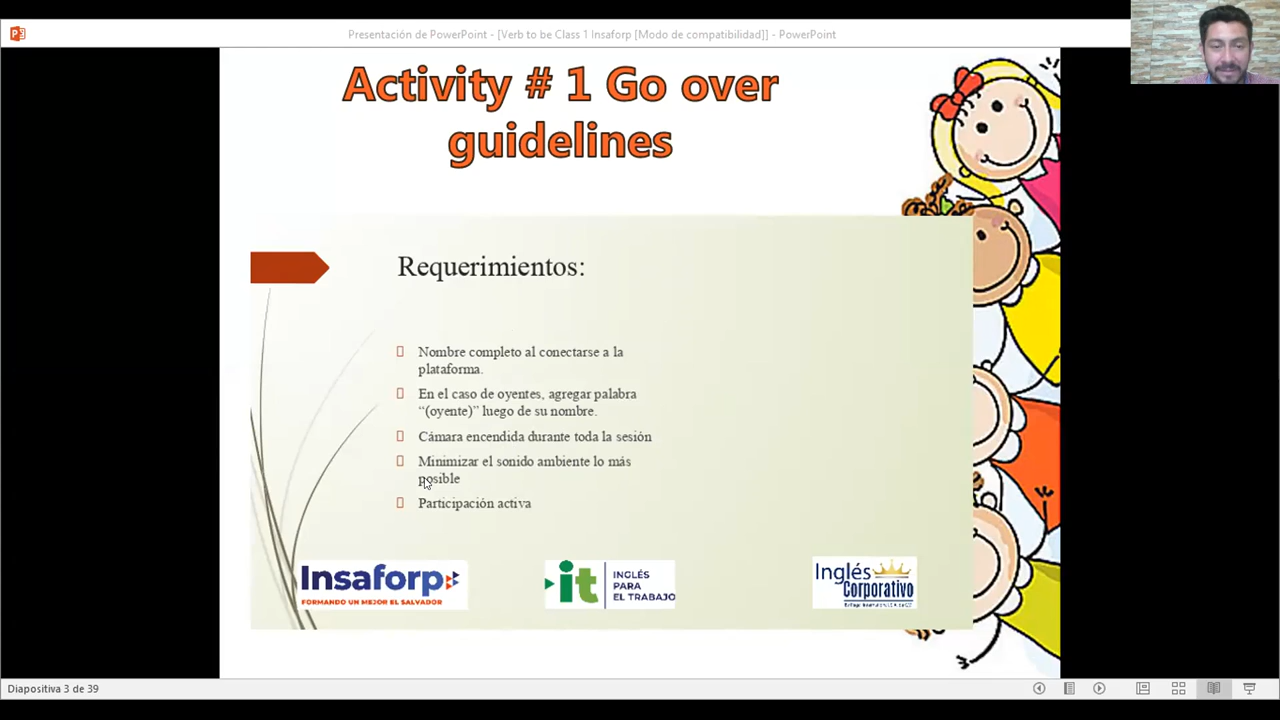 Presentación de PowerPoint - [Verb to be Class 1 Insaforp [Modo de compatibilidad]] - PowerPoint
Activity # 1 Go over
guidelines
Requerimientos:
Nombre completo al conectarse a la
plataforma.
En el caso de oyentes, agregar palabra
“(oyente)” luego de su nombre.
Cámara encendida durante toda la sesión
Minimizar el sonido ambiente lo más
posible
Participación activa
Insaforp
FORMANDO UN MEJOR EL SALVADOR
it
INGLÉS
PARA
EL TRABAJO
Inglés
Corporativo
Diapositiva 3 de 39